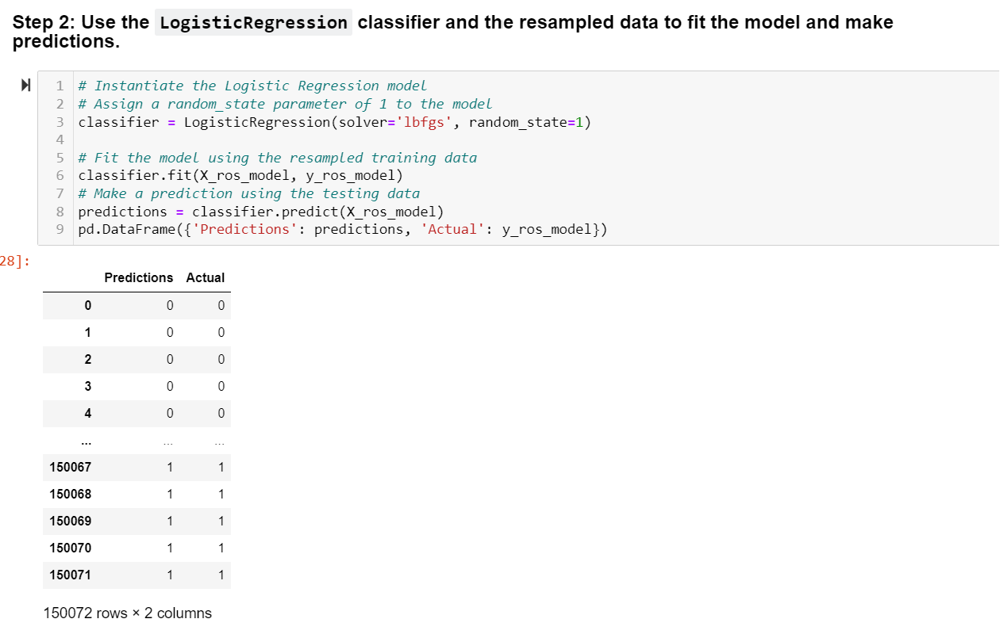 Step 2: Use the LogisticRegression classifier and the resampled data to fit the model and make
predictions.
1 # Instantiate the Logistic Regression model
2 # Assign a random_state parameter of 1 to the model
3 classifier = LogisticRegression(solver='lbfgs', random_state=1)
4
5 # Fit the model using the resampled training data
6 classifier.fit(X_ros_model, y_ros_model)
7 # Make a prediction using the testing data
8 predictions = classifier.predict(X_ros_model)
9 pd.DataFrame({'Predictions': predictions, 'Actual': y_ros_model})
28]:
Predictions Actual
0 0 0
1 0 0
2 0 0
3 0 0
4 0 0
... ... ...
150067 1 1
150068 1 1
150069 1 1
150070 1 1
150071 1 1
150072 rows × 2 columns